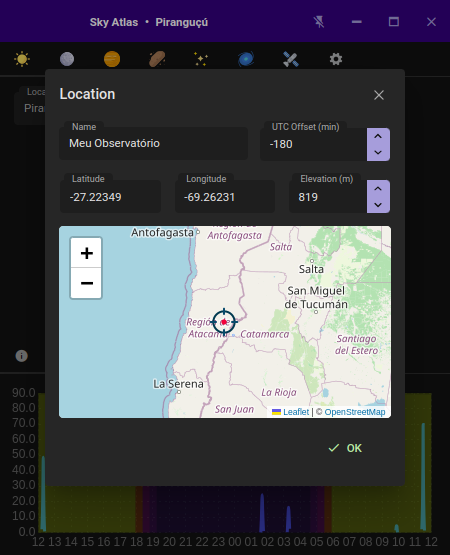 Sky Atlas • Piranguçú
Loca
Pira
Location
Name
Meu Observatório
UTC Offset (min)
-180
Latitude
-27.22349
Longitude
-69.26231
Elevation (m)
819
+
−
Antofagasta
Región de
Antofagasta
Salta
Salta
San Miguel
de Tucumán
Región de
Atacama
Catamarca
Santiago
del Estero
La Serena
La Rioja
San Juan
Leaflet | © OpenStreetMap
OK
90.0
80.0
70.0
60.0
50.0
40.0
30.0
20.0
10.0
0.0
12 13 14 15 16 17 18 19 20 21 22 23 00 01 02 03 04 05 06 07 08 09 10 11 12